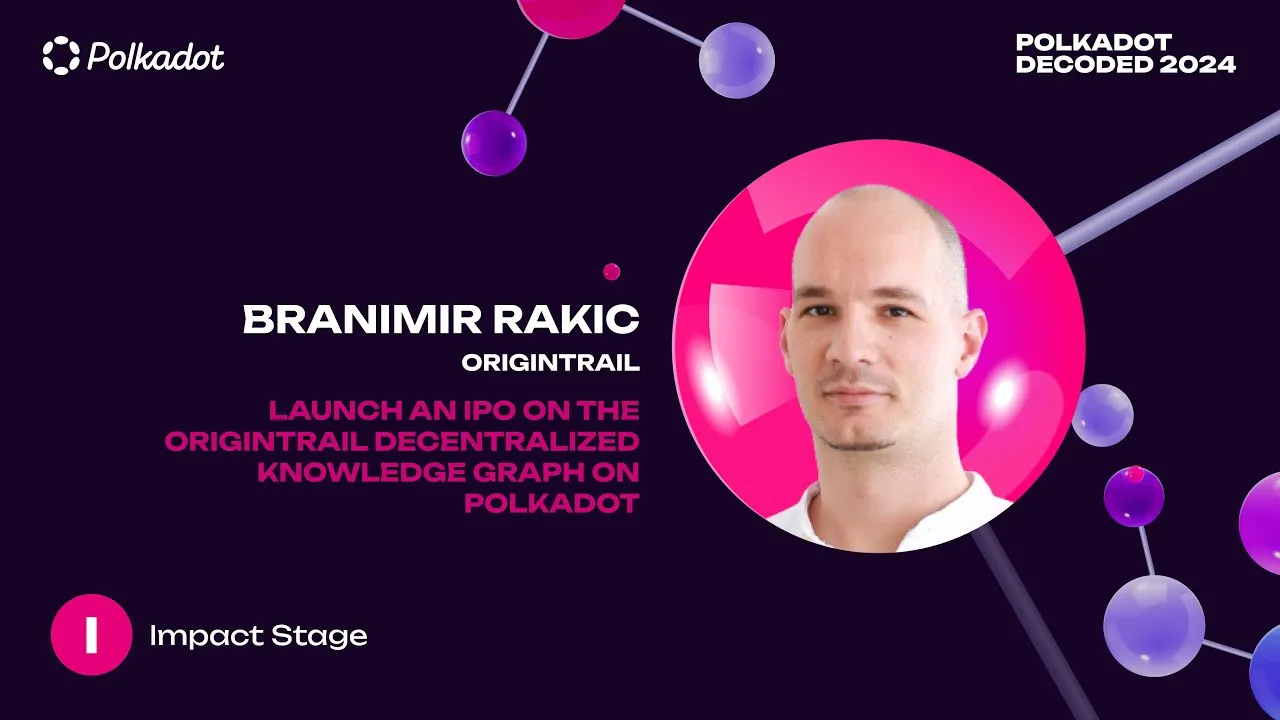 Polkadot
POLKADOT
DECODED 2024
BRANIMIR RAKIC
ORIGINTRAIL
LAUNCH AN IPO ON THE
ORIGINTRAIL DECENTRALIZED
KNOWLEDGE GRAPH ON
POLKADOT
I
Impact Stage